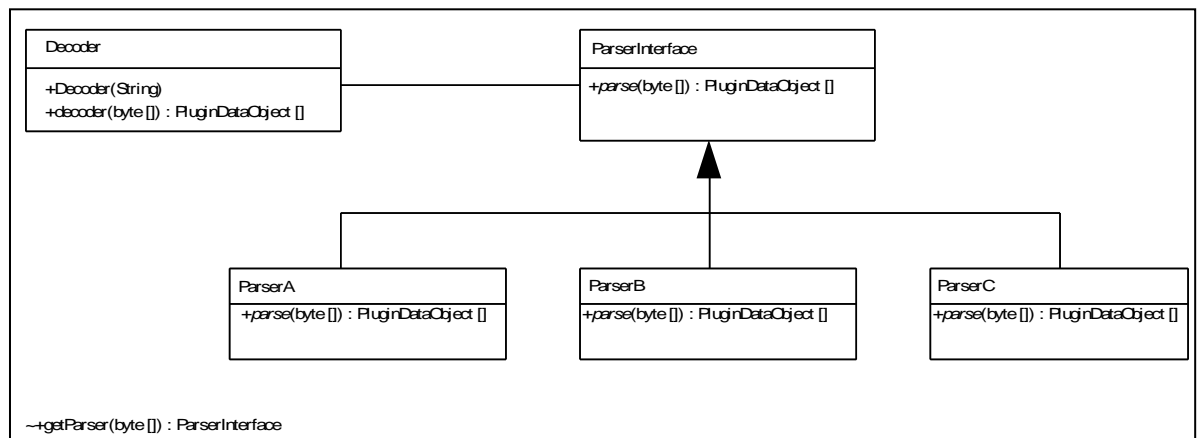 Decoder
+Decoder(String)
+decoder(byte []) : PluginDataObject []
ParserInterface
+parse(byte []) : PluginDataObject []
ParserA
+parse(byte []) : PluginDataObject []
ParserB
+parse(byte []) : PluginDataObject []
ParserC
+parse(byte []) : PluginDataObject []
~+getParser(byte []) : ParserInterface